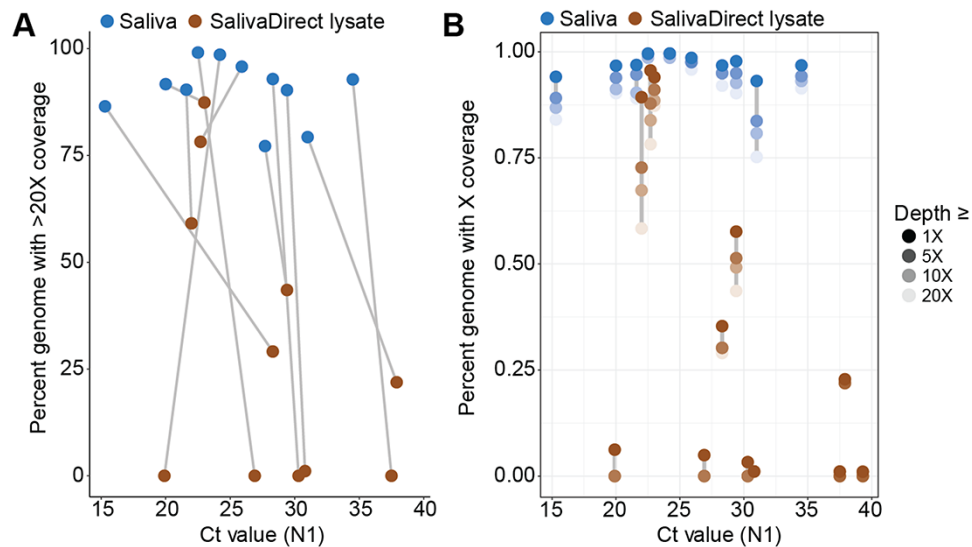 A
Saliva
SalivaDirect lysate
Percent genome with >20X coverage
100
75
50
25
0
15 20 25 30 35 40
Ct value (N1)
B
Saliva
SalivaDirect lysate
Percent genome with X coverage
1.00
0.75
0.50
0.25
0.00
15 20 25 30 35 40
Ct value (N1)
Depth ≥
1X
5X
10X
20X